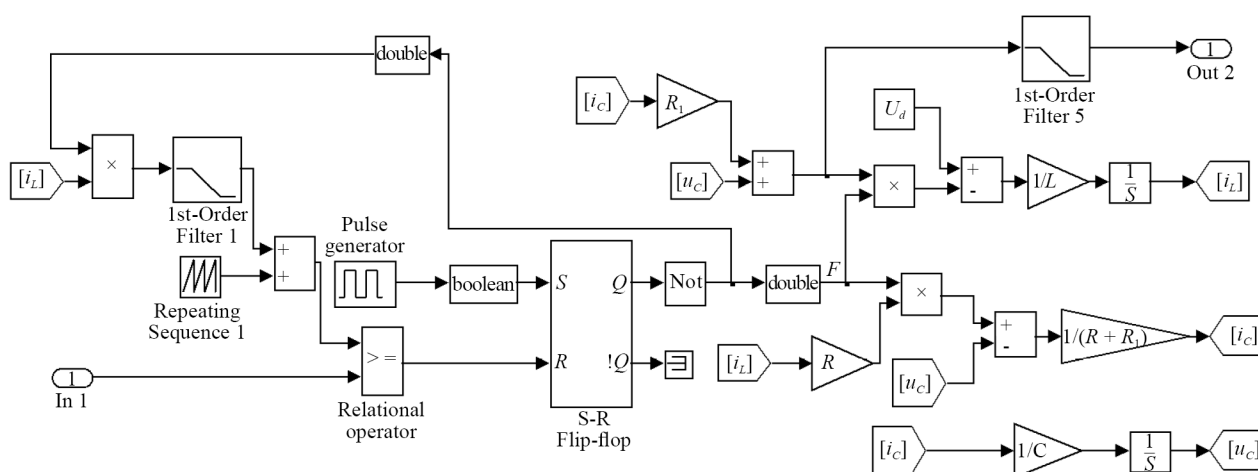 double
[i_L]
×
1st-Order
Filter 1
+
+
Repeating
Sequence 1
1
In 1
Pulse
generator
boolean
> =
Relational
operator
S
Q
R
!Q
S-R
Flip-flop
Not
double
F
[i_C]
R_1
[u_C]
+
+
1st-Order
Filter 5
1
Out 2
U_d
×
+
-
1/L
1
S
[i_L]
[i_L]
R
×
[u_C]
+
-
1/(R + R_1)
[i_C]
[i_C]
1/C
1
S
[u_C]